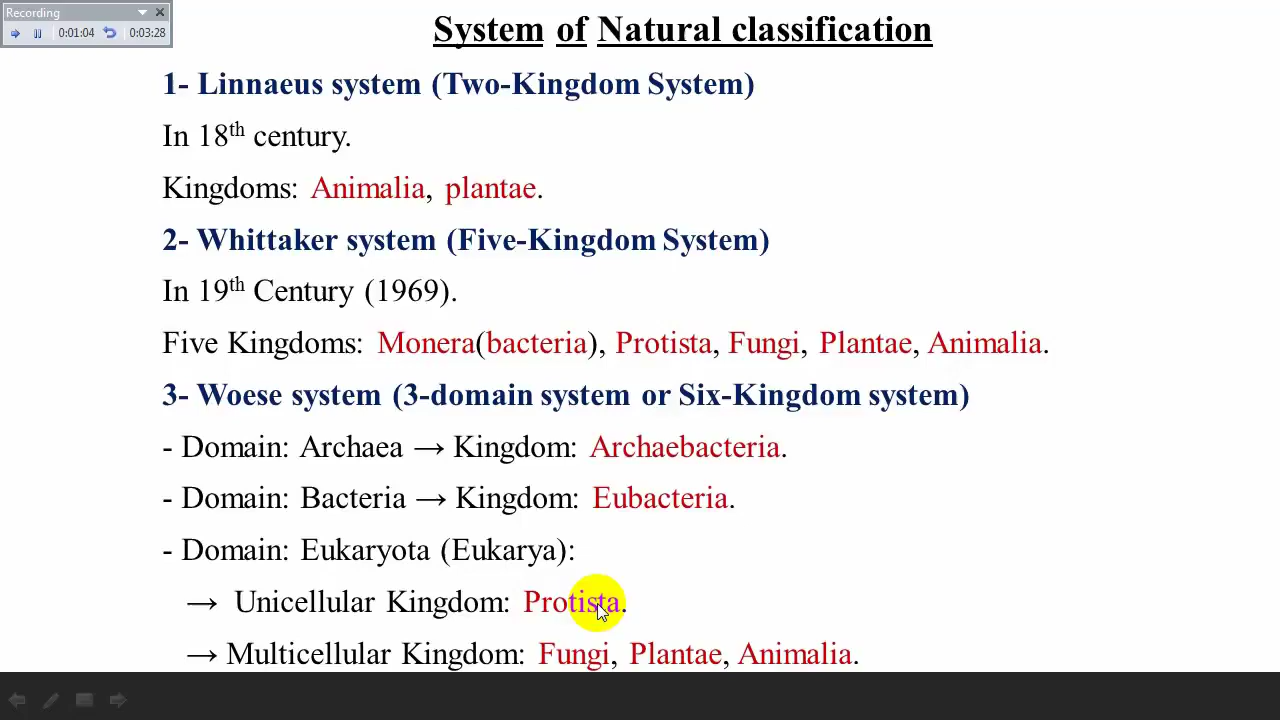 Recording
0:01:04 0:03:28
System of Natural classification
1- Linnaeus system (Two-Kingdom System)
In 18th century.
Kingdoms: Animalia, plantae.
2- Whittaker system (Five-Kingdom System)
In 19th Century (1969).
Five Kingdoms: Monera(bacteria), Protista, Fungi, Plantae, Animalia.
3- Woese system (3-domain system or Six-Kingdom system)
- Domain: Archaea → Kingdom: Archaebacteria.
- Domain: Bacteria → Kingdom: Eubacteria.
- Domain: Eukaryota (Eukarya):
→ Unicellular Kingdom: Protista.
→ Multicellular Kingdom: Fungi, Plantae, Animalia.